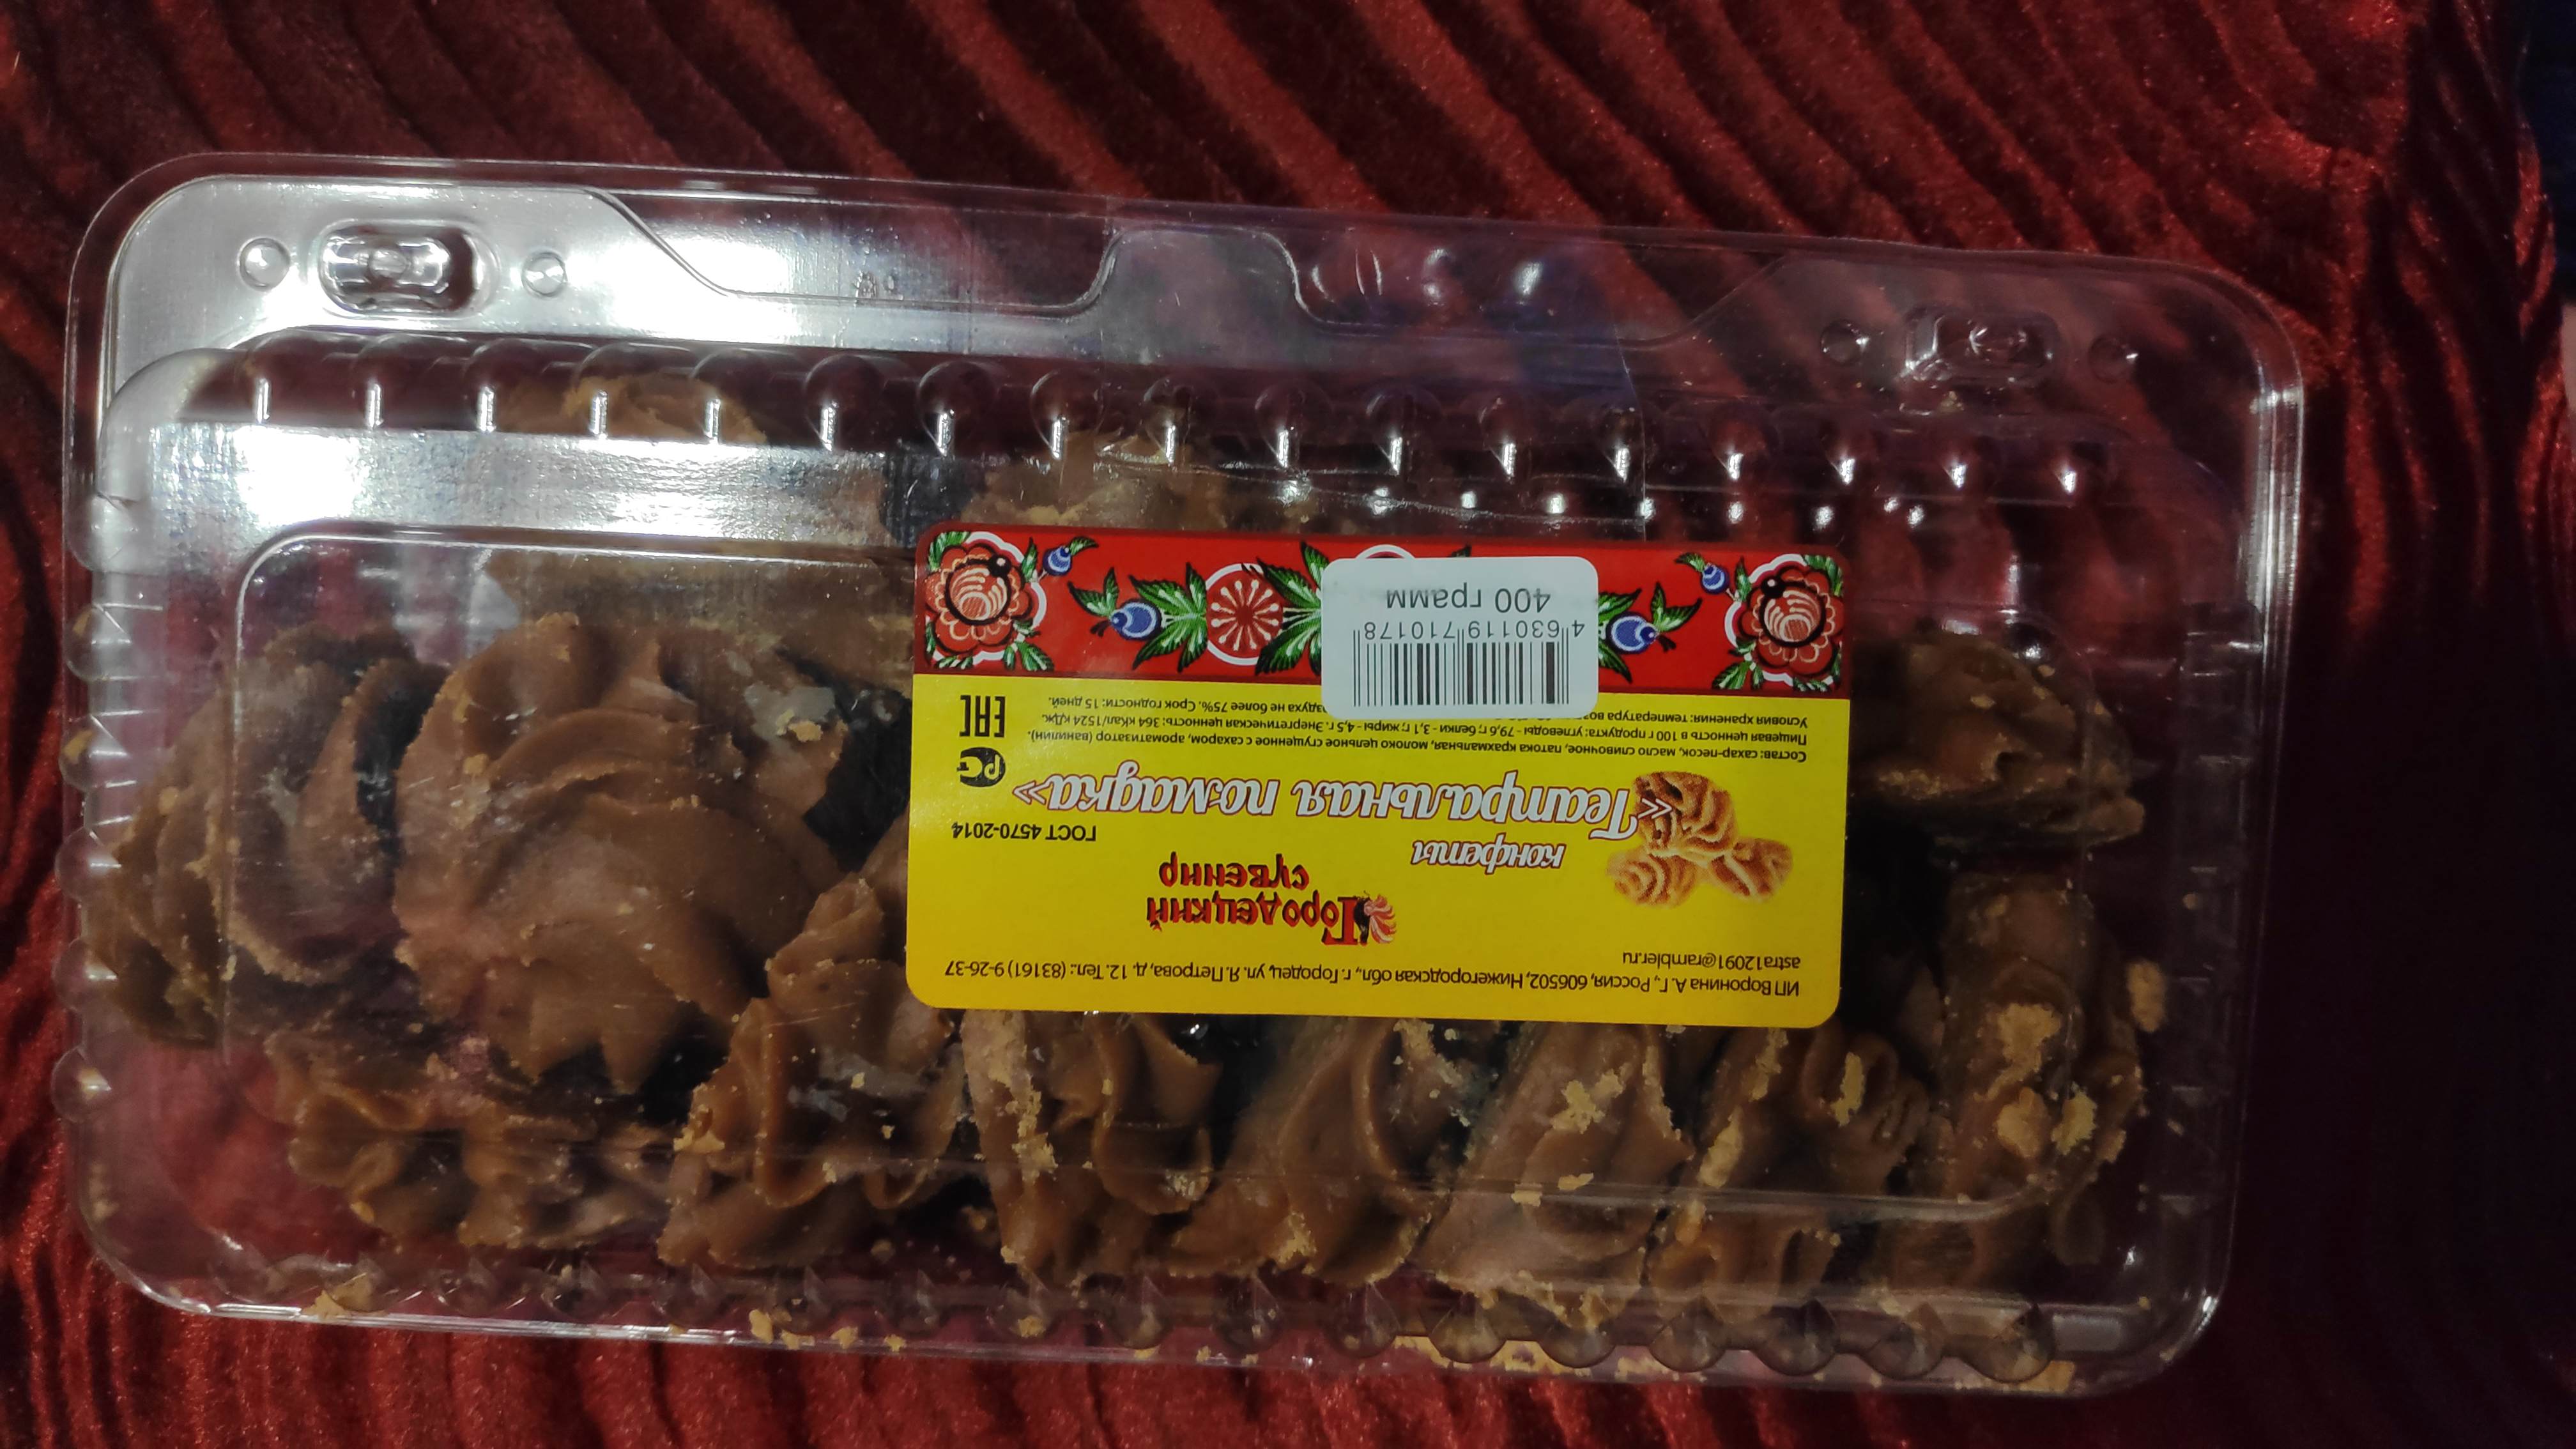 ИП Воронина А. Г., Россия, 606502, Нижегородская обл., г. Городец, ул. Я. Петрова, д. 12. Тел.: (83161) 9-26-37
astra12091@rambler.ru
Городецкий
сувенир
конфеты
ГОСТ 4570-2014
«Театральная помадка»
РСТ
Состав: сахар-песок, масло сливочное, патока крахмальная, молоко цельное сгущенное с сахаром, ароматизатор (ванилин).
Пищевая ценность в 100 г продукта: углеводы - 79,6 г; белки - 3,1 г; жиры - 4,5 г. Энергетическая ценность: 364 кКал/1524 кДж.
Условия хранения: температура не более 75%. Срок годности: 15 дней.
ЕАС
4 630119 710178
400 грамм